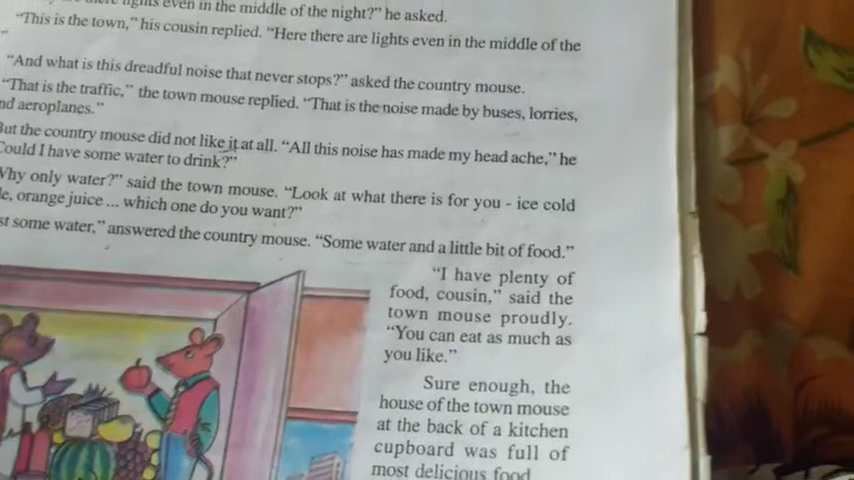 lights even in the middle of the night?” he asked.
“This is the town,” his cousin replied. “Here there are lights even in the middle of the
”
“And what is this dreadful noise that never stops?” asked the country mouse.
“That is the traffic,” the town mouse replied. “That is the noise made by buses, lorries,
nd aeroplanes.”
But the country mouse did not like it at all. “All this noise has made my head ache,” he
Could I have some water to drink?”
Why only water?” said the town mouse. “Look at what there is for you - ice cold
le, orange juice ... which one do you want?”
st some water,” answered the country mouse. “Some water and a little bit of food.”
“I have plenty of
food, cousin,” said the
town mouse proudly.
“You can eat as much as
you like.”
Sure enough, the
house of the town mouse
at the back of a kitchen
cupboard was full of
most delicious food